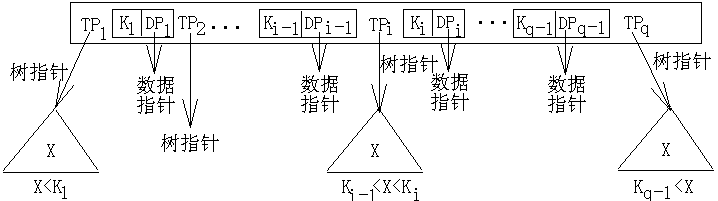 TP1 K1 DP1 TP2 ... Ki-1 DPi-1 TPi Ki DPi ... Kq-1 DPq-1 TPq
树指针 数据指针 树指针 数据指针 树指针 数据指针 数据指针 树指针
X X X
X<K1 Ki-1<X<Ki Kq-1<X